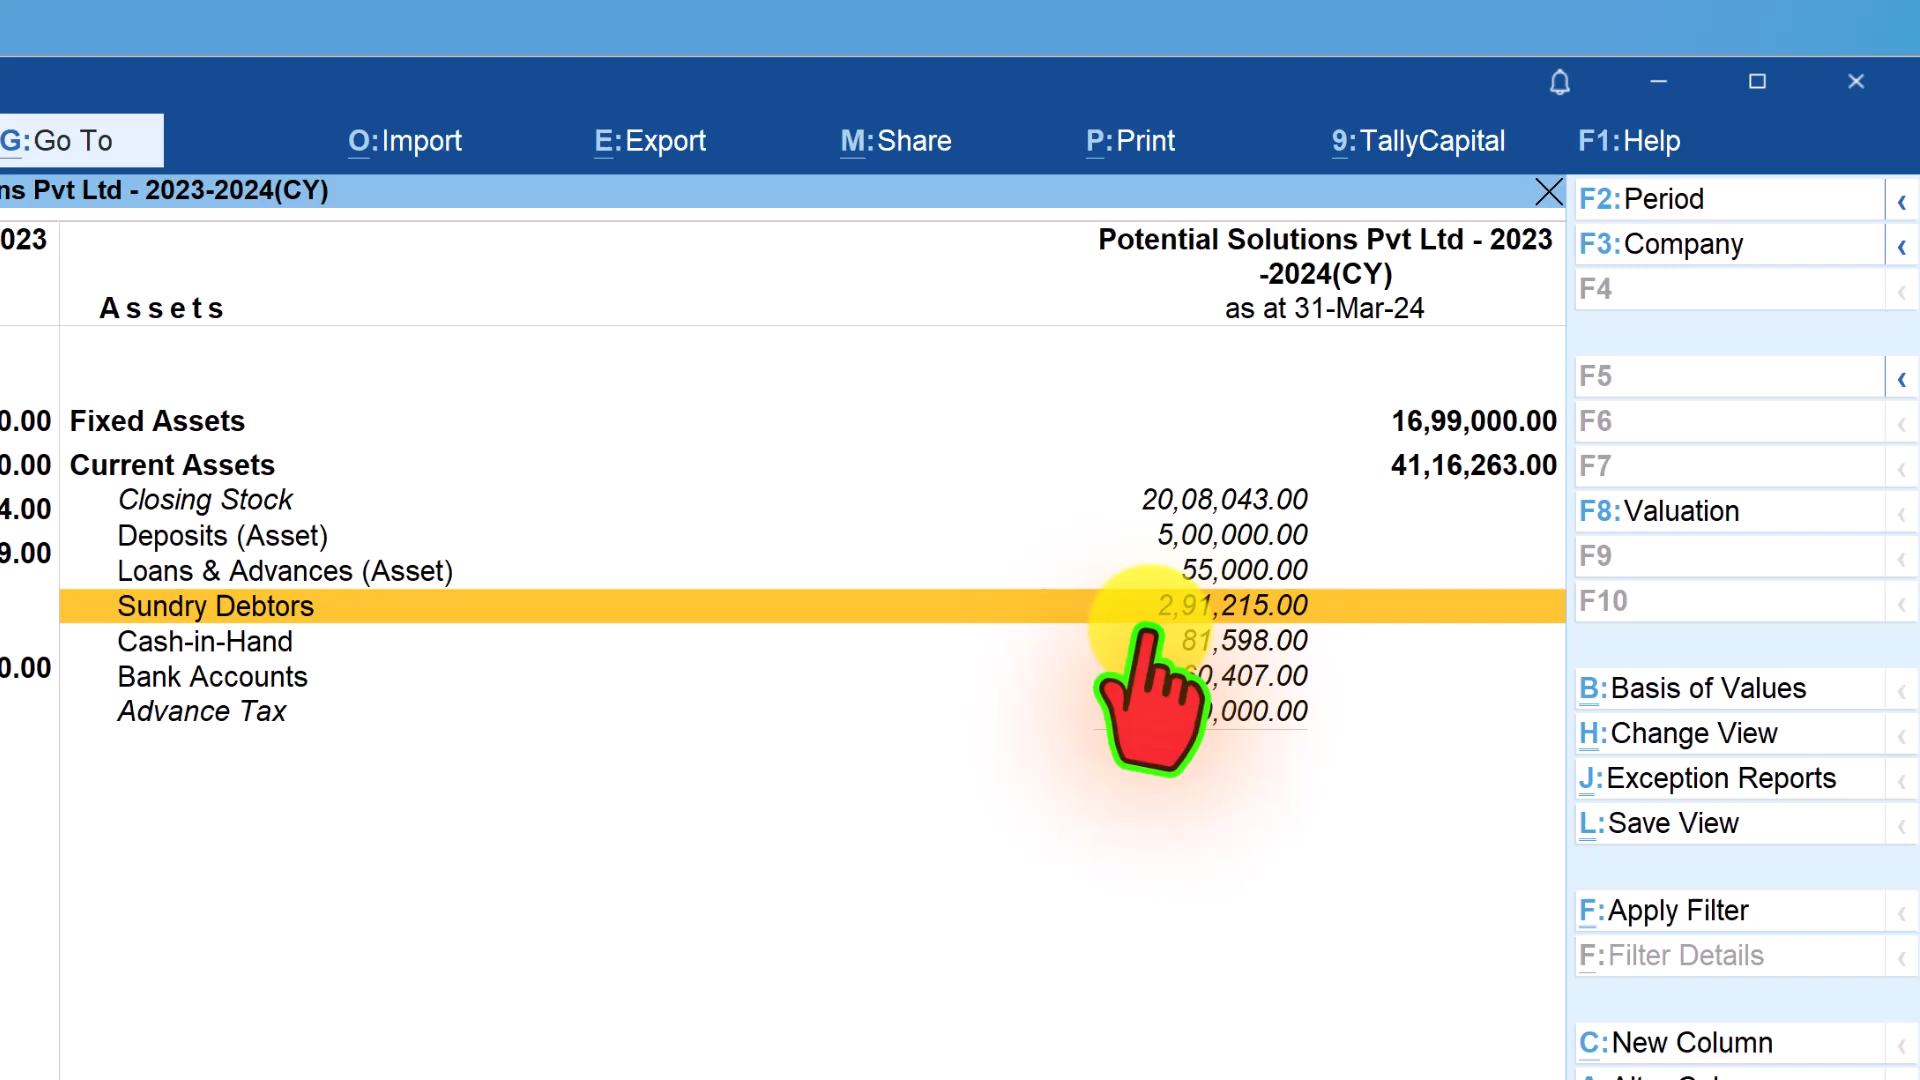 G:Go To O:Import E:Export M:Share P:Print 9:TallyCapital F1:Help
ns Pvt Ltd - 2023-2024(CY)
023 Potential Solutions Pvt Ltd - 2023
-2024(CY)
Assets as at 31-Mar-24
0.00 Fixed Assets 16,99,000.00
0.00 Current Assets 41,16,263.00
4.00 Closing Stock 20,08,043.00
Deposits (Asset) 5,00,000.00
9.00 Loans & Advances (Asset) 55,000.00
Sundry Debtors 2,91,215.00
Cash-in-Hand 81,598.00
0.00 Bank Accounts 0,407.00
Advance Tax ,000.00
F2:Period
F3:Company
F4
F5
F6
F7
F8:Valuation
F9
F10
B:Basis of Values
H:Change View
J:Exception Reports
L:Save View
F:Apply Filter
F:Filter Details
C:New Column